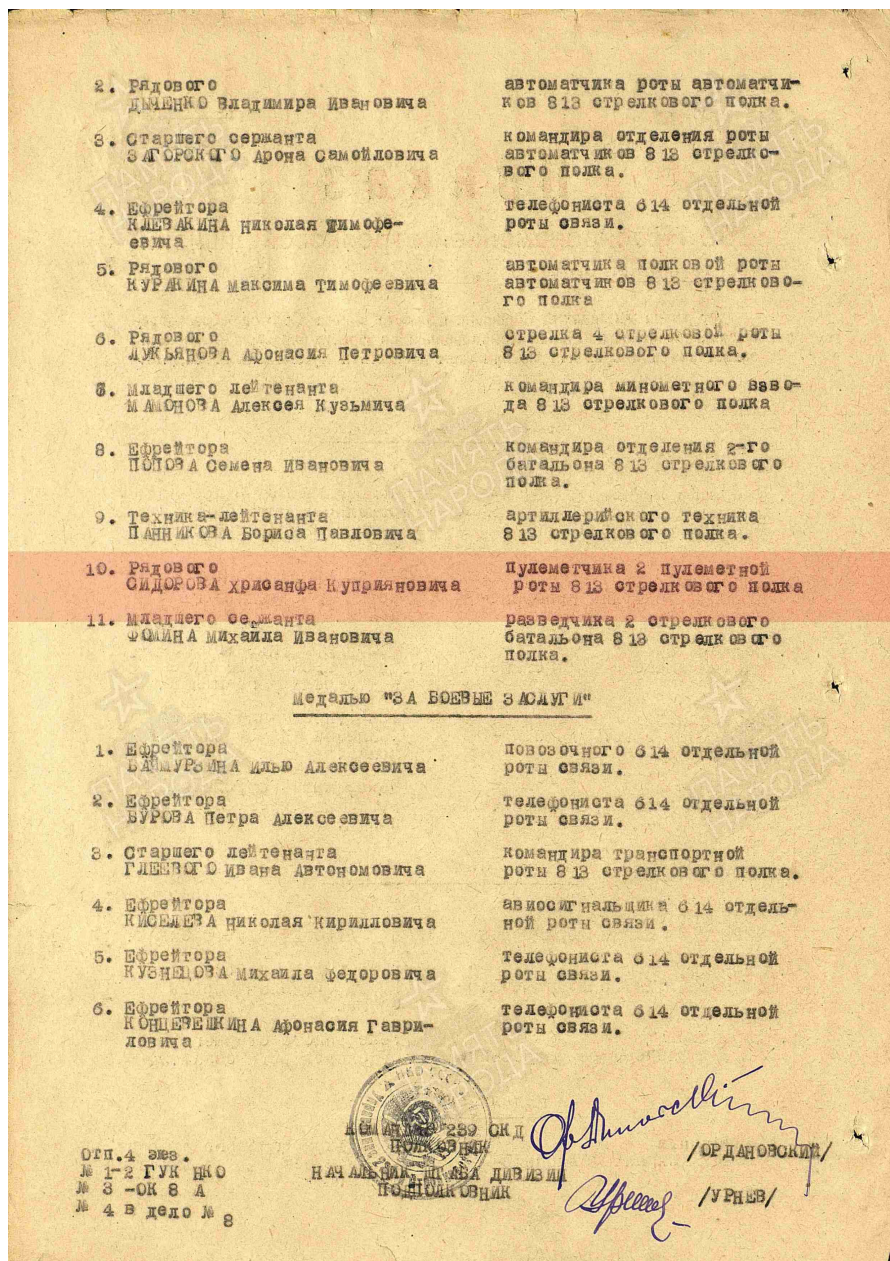 2. Рядового автоматчика роты автоматчи-
ДЫЧЕНКО Владимира Ивановича ков 813 стрелкового полка.
3. Старшего сержанта командира отделения роты
ЗАГОРСКОГО Арона Самойловича автоматчиков 813 стрелко-
вого полка.
4. Ефрейтора телефониста 614 отдельной
КЛЕВАКИНА Николая Тимофе- роты связи.
евича
5. Рядового автоматчика полковой роты
КУРАКИНА Максима Тимофеевича автоматчиков 813 стрелково-
го полка
6. Рядового стрелка 4 стрелковой роты
ЛУКЬЯНОВА Афонасия Петровича 813 стрелкового полка.
7. Младшего лейтенанта командира минометного взво-
МАМОНОВА Алексея Кузьмича да 813 стрелкового полка
8. Ефрейтора командира отделения 2-го
ПОПОВА Семена Ивановича батальона 813 стрелкового
полка.
9. Техника-лейтенанта артиллерийского техника
ПАННИКОВА Бориса Павловича 813 стрелкового полка.
10. Рядового Пулеметчика 2 пулеметной
СИДОРОВА Хрисанфа Куприяновича роты 813 стрелкового полка
11. Младшего сержанта разведчика 2 стрелкового
ФОМИНА Михаила Ивановича батальона 813 стрелкового
полка.
Медалью "ЗА БОЕВЫЕ ЗАСЛУГИ"
1. Ефрейтора повозочного 614 отдельной
БАЙМУРЗИНА Илью Алексеевича роты связи.
2. Ефрейтора телефониста 614 отдельной
БУРОВА Петра Алексеевича роты связи.
3. Старшего лейтенанта командира транспортной
ГЛЕЕВОГО Ивана Автономовича роты 813 стрелкового полка.
4. Ефрейтора авиосигнальщика 614 отдель-
КИСЕЛЕВА Николая Кирилловича ной роты связи.
5. Ефрейтора телефониста 614 отдельной
КУЗНЕЦОВА Михаила Федоровича роты связи.
6. Ефрейтора телефониста 614 отдельной
КОНЦЕВЕШКИНА Афонасия Гаври- роты связи.
ловича
КОМАНДИР 239 СКД
ПОЛКОВНИК /ОРДАНОВСКИЙ/
НАЧАЛЬНИК ШТАБА ДИВИЗИИ
ПОДПОЛКОВНИК /УРНЕВ/
Отп.4 экз.
№ 1-2 ГУК НКО
№ 3 -ОК 8 А
№ 4 в дело № 8
ПАМЯТЬ НАРОДА